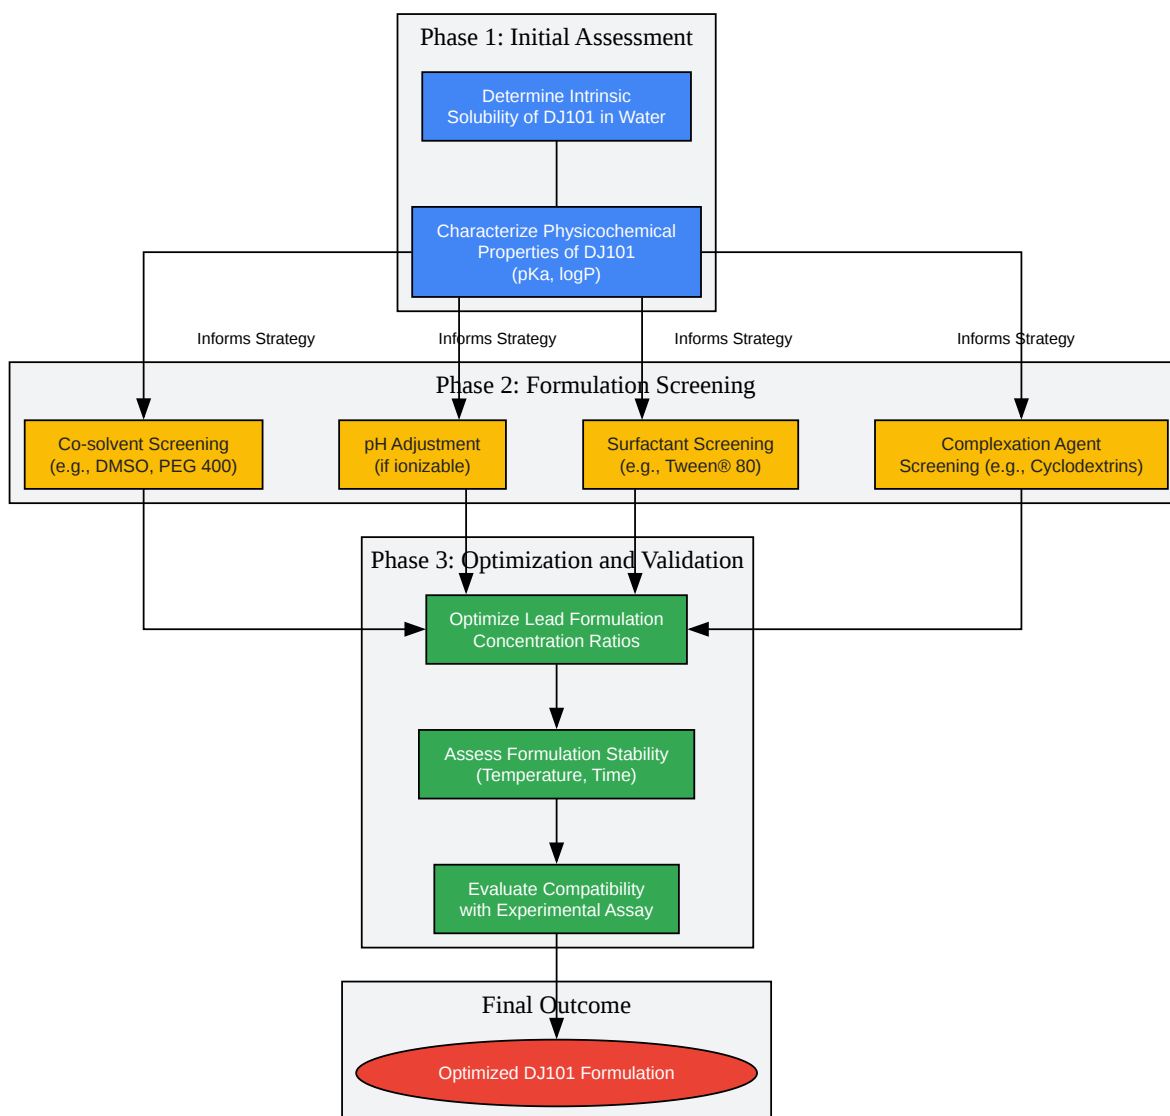 Phase 1: Initial Assessment
Determine Intrinsic
Solubility of DJ101 in Water
Characterize Physicochemical
Properties of DJ101
(pKa, logP)
Informs Strategy
Informs Strategy
Informs Strategy
Informs Strategy
Phase 2: Formulation Screening
Co-solvent Screening
(e.g., DMSO, PEG 400)
pH Adjustment
(if ionizable)
Surfactant Screening
(e.g., Tween® 80)
Complexation Agent
Screening (e.g., Cyclodextrins)
Phase 3: Optimization and Validation
Optimize Lead Formulation
Concentration Ratios
Assess Formulation Stability
(Temperature, Time)
Evaluate Compatibility
with Experimental Assay
Final Outcome
Optimized DJ101 Formulation